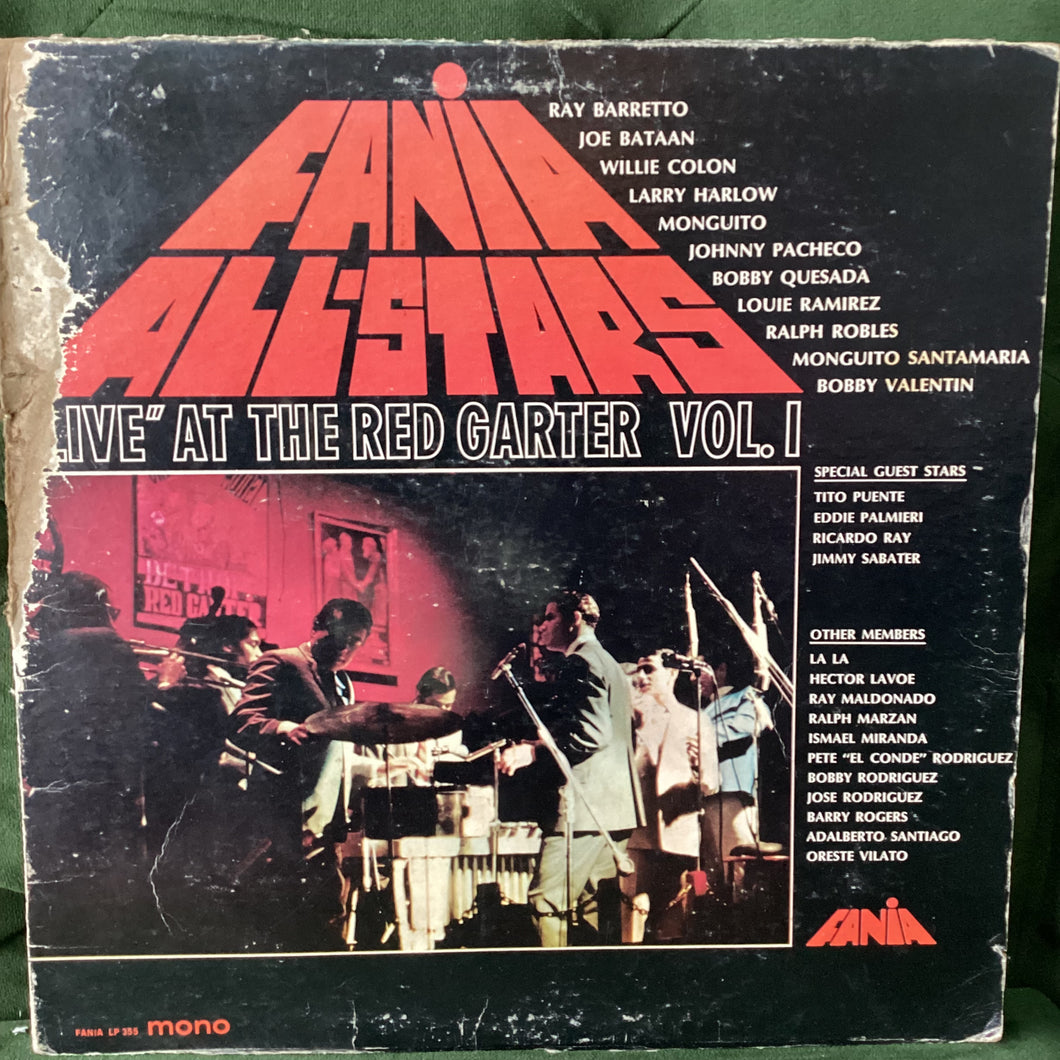 FANIA
ALL-STARS
LIVE" AT THE RED GARTER VOL. 1
RAY BARRETTO
JOE BATAAN
WILLIE COLON
LARRY HARLOW
MONGUITO
JOHNNY PACHECO
BOBBY QUESADA
LOUIE RAMIREZ
RALPH ROBLES
MONGUITO SANTAMARIA
BOBBY VALENTIN
SPECIAL GUEST STARS
TITO PUENTE
EDDIE PALMIERI
RICARDO RAY
JIMMY SABATER
OTHER MEMBERS
LA LA
HECTOR LAVOE
RAY MALDONADO
RALPH MARZAN
ISMAEL MIRANDA
PETE "EL CONDE" RODRIGUEZ
BOBBY RODRIGUEZ
JOSE RODRIGUEZ
BARRY ROGERS
ADALBERTO SANTIAGO
ORESTE VILATO
RED GARTER
FANIA
FANIA LP 355 mono